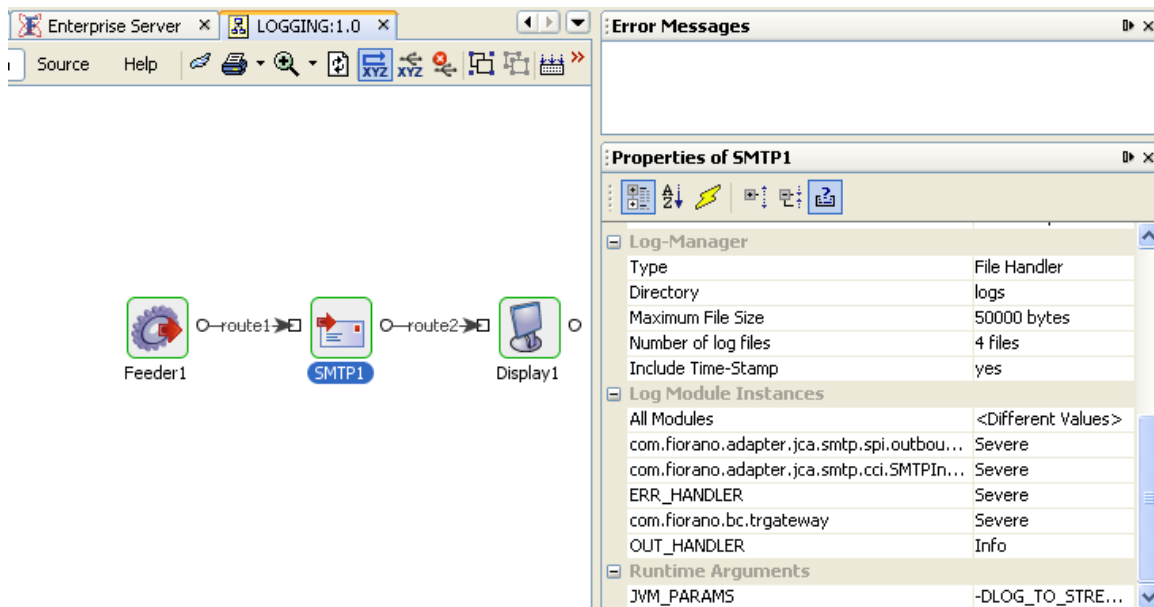 Enterprise Server
LOGGING:1.0
Source
Help
XYZ
XYZ
Error Messages
Properties of SMTP1
Log-Manager
Type File Handler
Directory logs
Maximum File Size 50000 bytes
Number of log files 4 files
Include Time-Stamp yes
Log Module Instances
All Modules <Different Values>
com.fiorano.adapter.jca.smtp.spi.outbou... Severe
com.fiorano.adapter.jca.smtp.cci.SMTPIn... Severe
ERR_HANDLER Severe
com.fiorano.bc.trgateway Severe
OUT_HANDLER Info
Runtime Arguments
JVM_PARAMS -DLOG_TO_STRE...
route1
route2
Feeder1
SMTP1
Display1